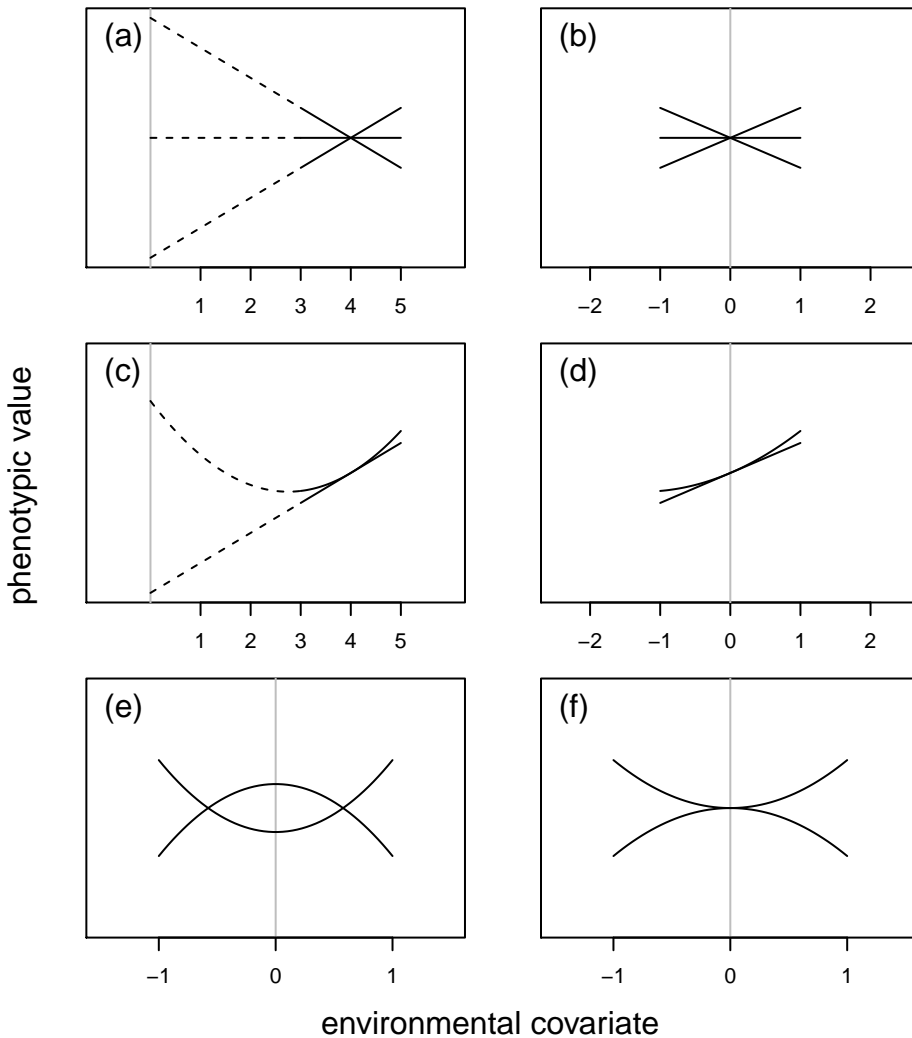 (a)
(b)
1 2 3 4 5
−2 −1 0 1 2
(c)
(d)
1 2 3 4 5
−2 −1 0 1 2
(e)
(f)
−1 0 1
−1 0 1
phenotypic value
environmental covariate